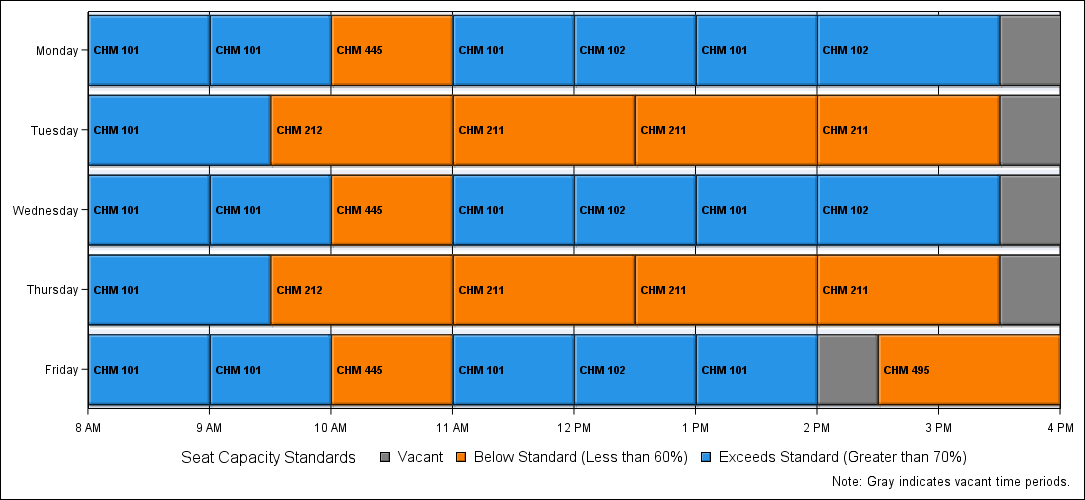 Monday CHM 101 CHM 101 CHM 445 CHM 101 CHM 102 CHM 101 CHM 102
Tuesday CHM 101 CHM 212 CHM 211 CHM 211 CHM 211
Wednesday CHM 101 CHM 101 CHM 445 CHM 101 CHM 102 CHM 101 CHM 102
Thursday CHM 101 CHM 212 CHM 211 CHM 211 CHM 211
Friday CHM 101 CHM 101 CHM 445 CHM 101 CHM 102 CHM 101 CHM 495
8 AM 9 AM 10 AM 11 AM 12 PM 1 PM 2 PM 3 PM 4 PM
Seat Capacity Standards Vacant Below Standard (Less than 60%) Exceeds Standard (Greater than 70%)
Note: Gray indicates vacant time periods.